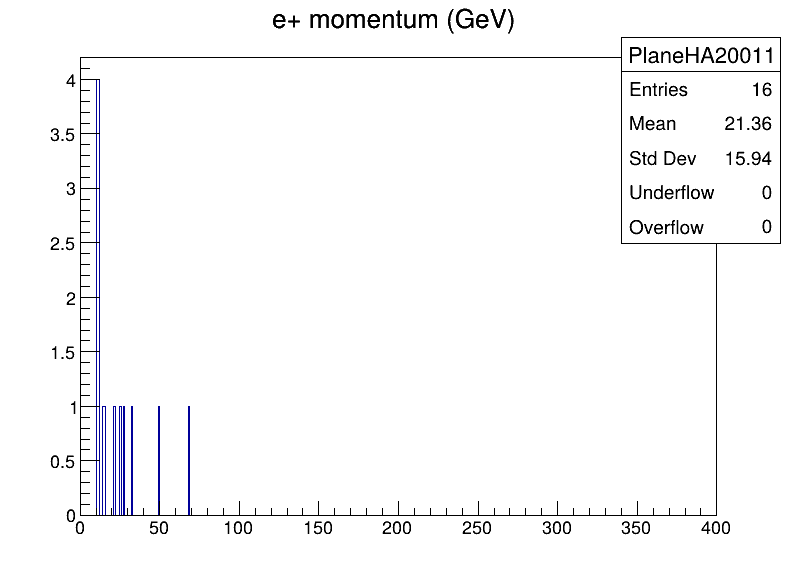 e+ momentum (GeV)
PlaneHA20011
Entries 16
Mean 21.36
Std Dev 15.94
Underflow 0
Overflow 0
4
3.5
3
2.5
2
1.5
1
0.5
0
0 50 100 150 200 250 300 350 400